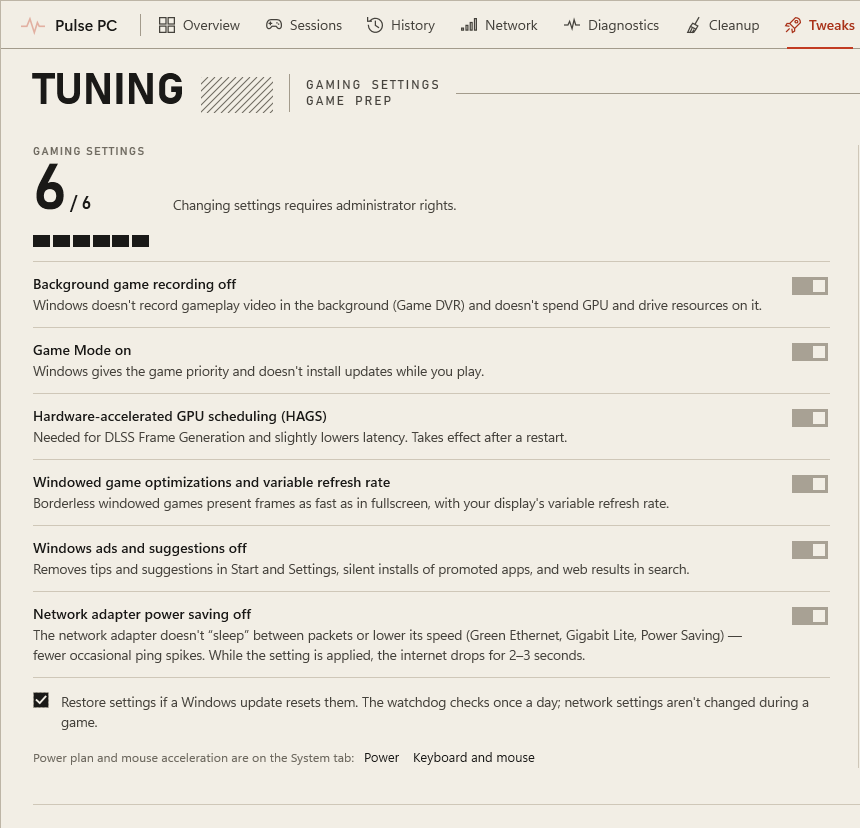 Pulse PC
Overview
Sessions
History
Network
Diagnostics
Cleanup
Tweaks
TUNING
GAMING SETTINGS
GAME PREP
GAMING SETTINGS
6 / 6
Changing settings requires administrator rights.
Background game recording off
Windows doesn't record gameplay video in the background (Game DVR) and doesn't spend GPU and drive resources on it.
Game Mode on
Windows gives the game priority and doesn't install updates while you play.
Hardware-accelerated GPU scheduling (HAGS)
Needed for DLSS Frame Generation and slightly lowers latency. Takes effect after a restart.
Windowed game optimizations and variable refresh rate
Borderless windowed games present frames as fast as in fullscreen, with your display's variable refresh rate.
Windows ads and suggestions off
Removes tips and suggestions in Start and Settings, silent installs of promoted apps, and web results in search.
Network adapter power saving off
The network adapter doesn't “sleep” between packets or lower its speed (Green Ethernet, Gigabit Lite, Power Saving) —
fewer occasional ping spikes. While the setting is applied, the internet drops for 2–3 seconds.
Restore settings if a Windows update resets them. The watchdog checks once a day; network settings aren't changed during a
game.
Power plan and mouse acceleration are on the System tab: Power Keyboard and mouse